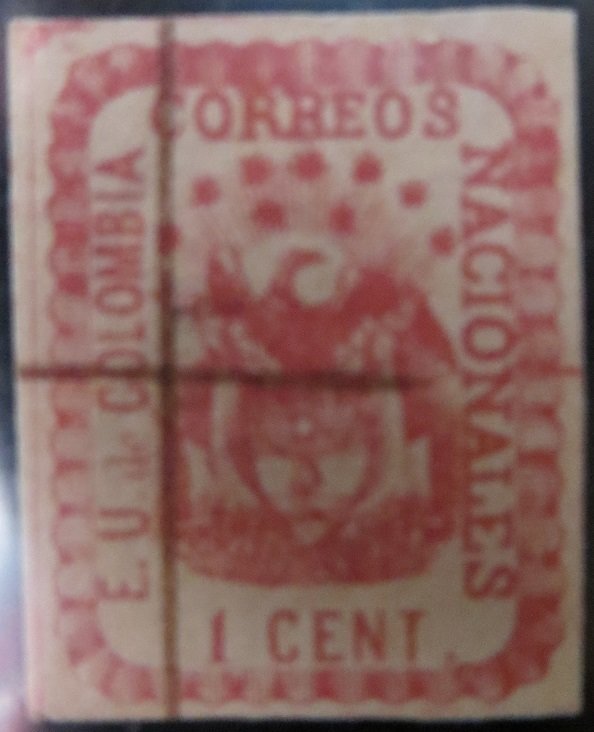 CORREOS
NACIONALES
E. U. de COLOMBIA
1 CENT.